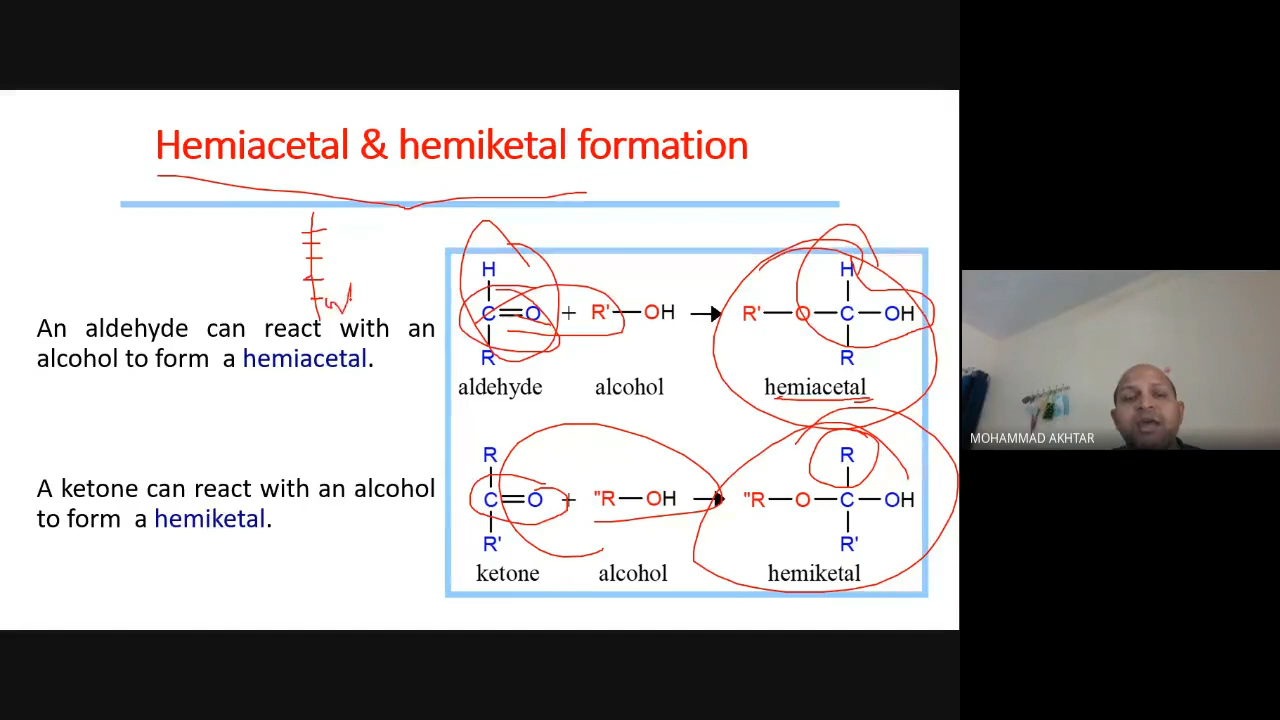 Hemiacetal & hemiketal formation
An aldehyde can react with an
alcohol to form a hemiacetal.
H
C=O + R'—OH → R'—O—C—OH
H
R
R
aldehyde alcohol hemiacetal
A ketone can react with an alcohol
to form a hemiketal.
R
R
C=O + "R—OH → "R—O—C—OH
R'
R'
ketone alcohol hemiketal
MOHAMMAD AKHTAR